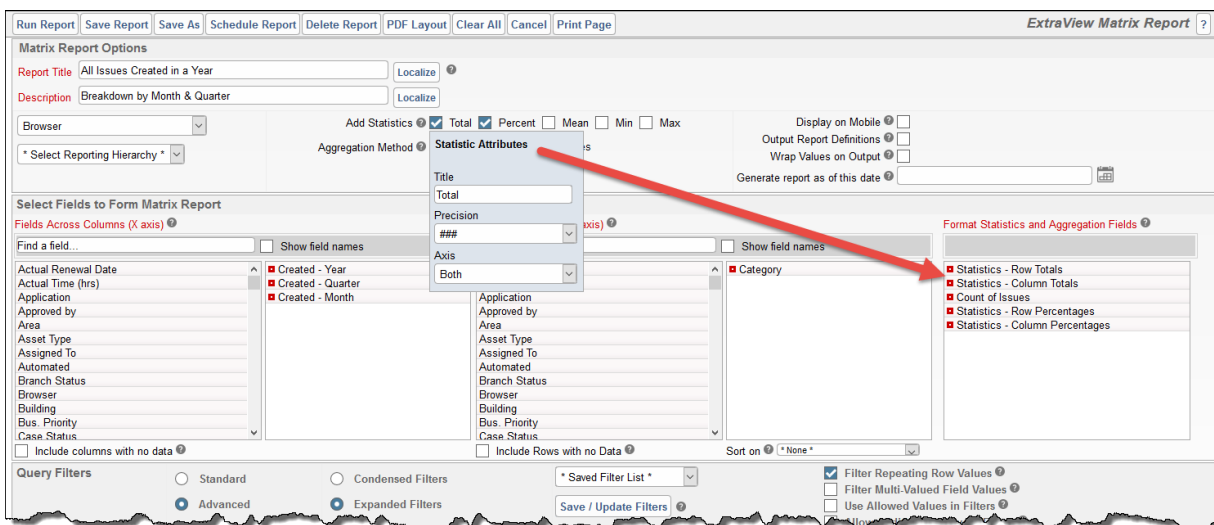 Run Report Save Report Save As Schedule Report Delete Report PDF Layout Clear All Cancel Print Page ExtraView Matrix Report ?
Matrix Report Options
Report Title All Issues Created in a Year Localize ?
Description Breakdown by Month & Quarter Localize
Browser Add Statistics ? Total Percent Mean Min Max Display on Mobile ?
* Select Reporting Hierarchy * Aggregation Method ? Output Report Definitions ?
Wrap Values on Output ?
Generate report as of this date ?
Statistic Attributes
Title
Total
Precision
###
Axis
Both
Select Fields to Form Matrix Report
Fields Across Columns (X axis) ? axis) ? Format Statistics and Aggregation Fields ?
Find a field... Show field names Show field names
Actual Renewal Date
Actual Time (hrs)
Application
Approved by
Area
Asset Type
Assigned To
Automated
Branch Status
Browser
Building
Bus. Priority
Case Status
Created - Year
Created - Quarter
Created - Month
Application
Approved by
Area
Asset Type
Assigned To
Automated
Branch Status
Browser
Building
Bus. Priority
Case Status
Category
Statistics - Row Totals
Statistics - Column Totals
Count of Issues
Statistics - Row Percentages
Statistics - Column Percentages
Include columns with no data ? Include Rows with no Data ? Sort on ? * None *
Query Filters Standard Condensed Filters * Saved Filter List * Filter Repeating Row Values ?
Filter Multi-Valued Field Values ?
Advanced Expanded Filters Save / Update Filters ? Use Allowed Values in Filters ?